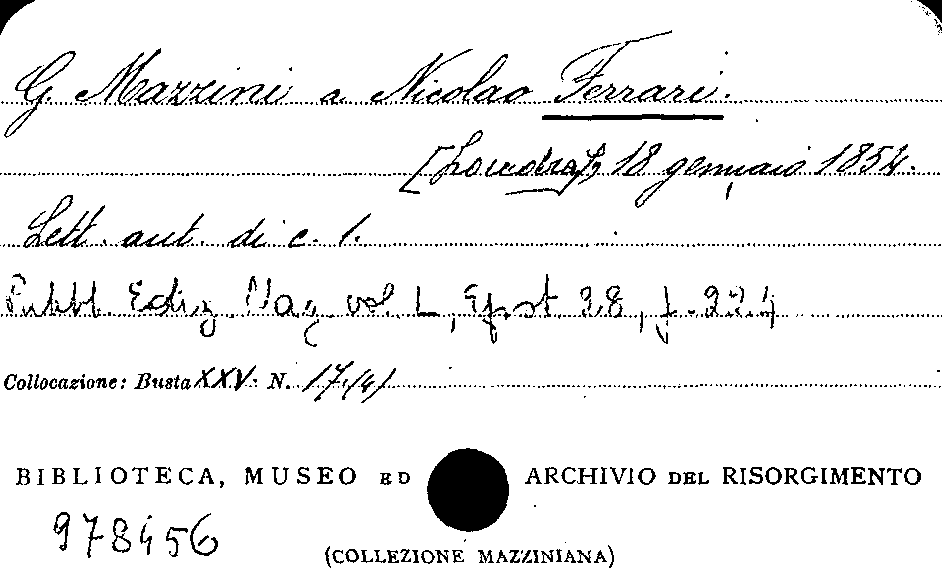 G. Mazzini a Nicolao Ferrari.
[Londra], 18 gennaio 1854.
Lett. aut. di c. 1.
Pubbl. Ediz. Naz. vol. L, Epist. 28, p. 224
Collocazione: Busta XXV. N. 17(4)
BIBLIOTECA, MUSEO ED ARCHIVIO DEL RISORGIMENTO
978456
(COLLEZIONE MAZZINIANA)